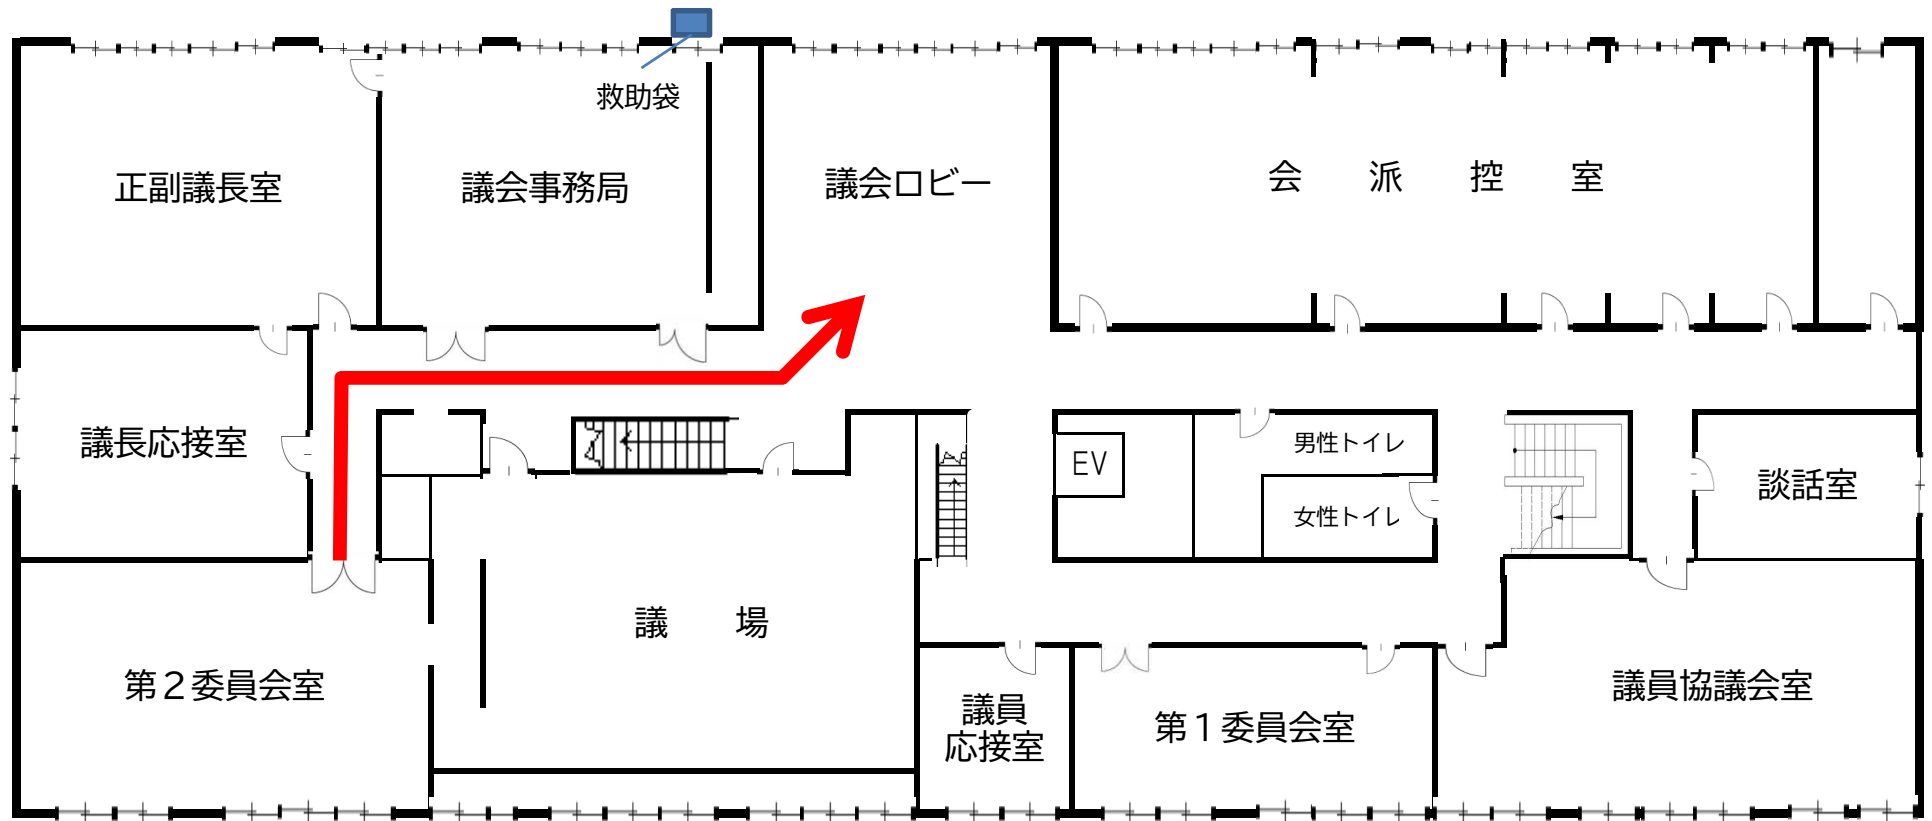 救助袋
正副議長室
議会事務局
議会ロビー
会派控室
議長応接室
EV
男性トイレ
女性トイレ
談話室
議場
第２委員会室
議員
応接室
第１委員会室
議員協議会室